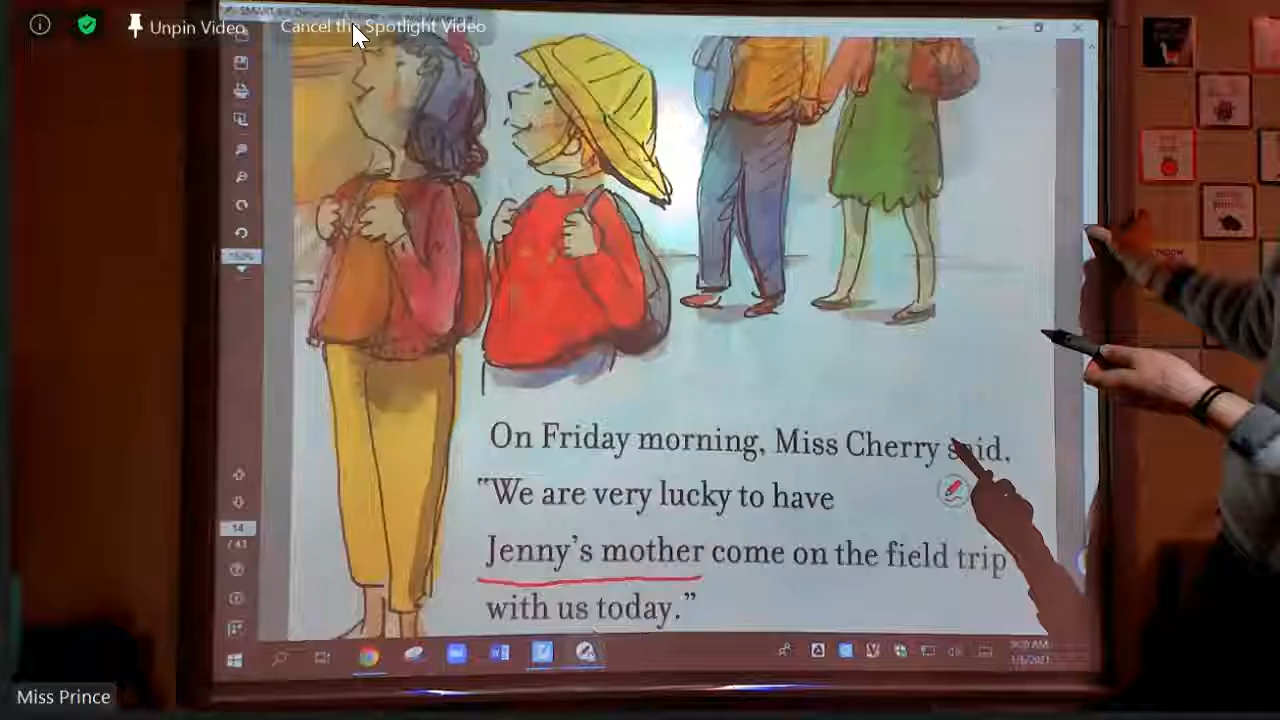 Unpin Video
Cancel the Spotlight Video
On Friday morning, Miss Cherry said,
"We are very lucky to have
Jenny's mother come on the field trip
with us today."
14
/ 41
Miss Prince